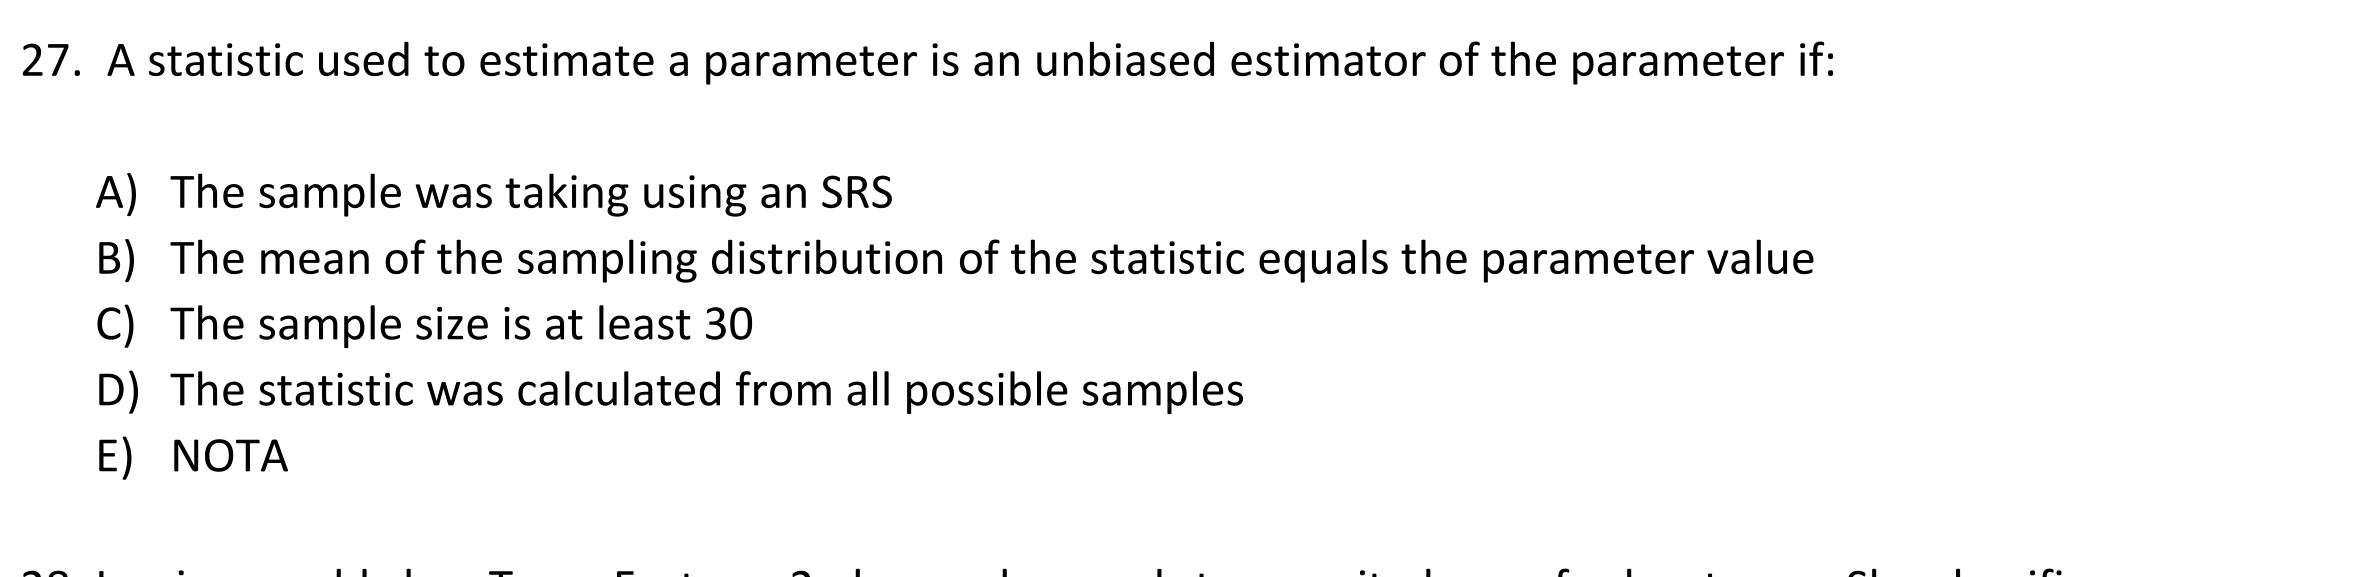 27. A statistic used to estimate a parameter is an unbiased estimator of the parameter if:
A) The sample was taking using an SRS
B) The mean of the sampling distribution of the statistic equals the parameter value
C) The sample size is at least 30
D) The statistic was calculated from all possible samples
E) NOTA